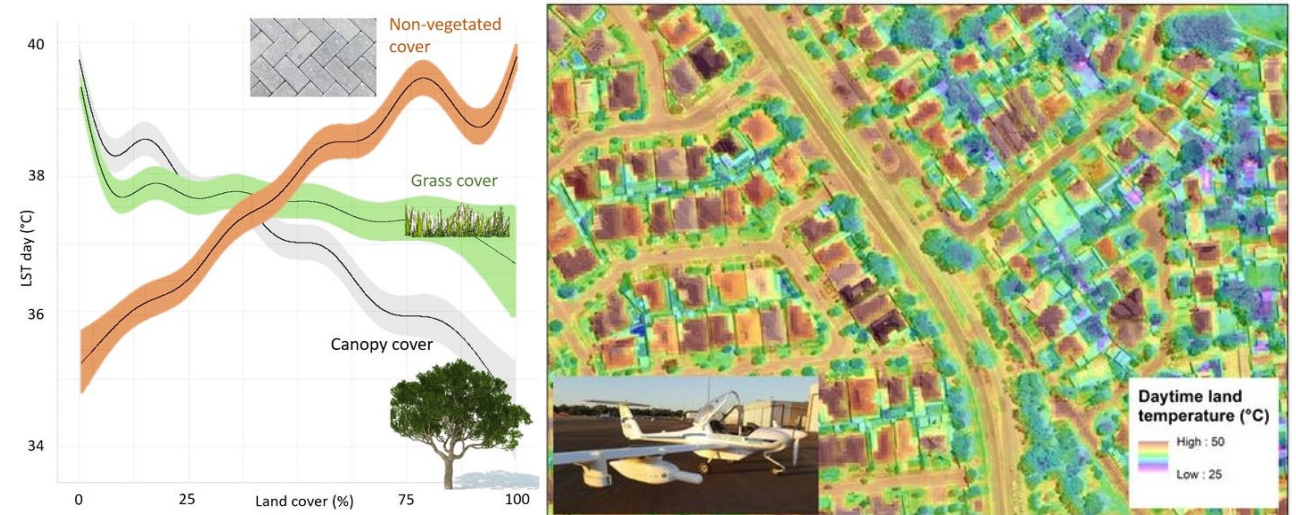 Non-vegetated
cover
40
38
36
34
LST day (°C)
Grass cover
Canopy cover
0
25
Land cover (%)
75
100
Daytime land
temperature (°C)
High : 50
Low : 25